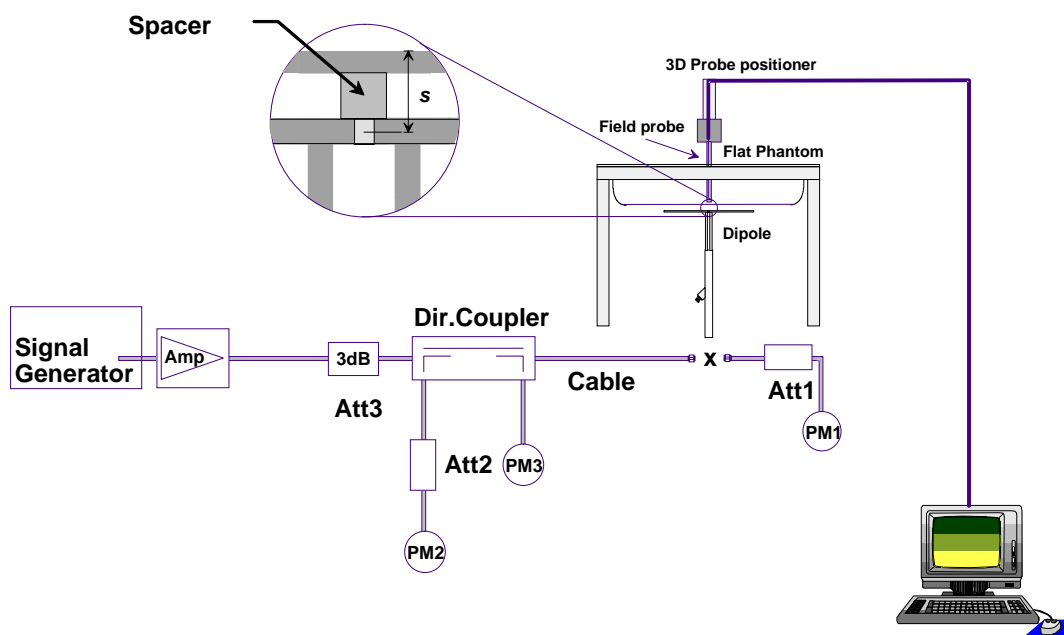 Spacer
s
3D Probe positioner
Field probe
Flat Phantom
Dipole
Signal
Generator
Amp
3dB
Att3
Dir.Coupler
Cable
x
Att1
PM1
Att2
PM3
PM2